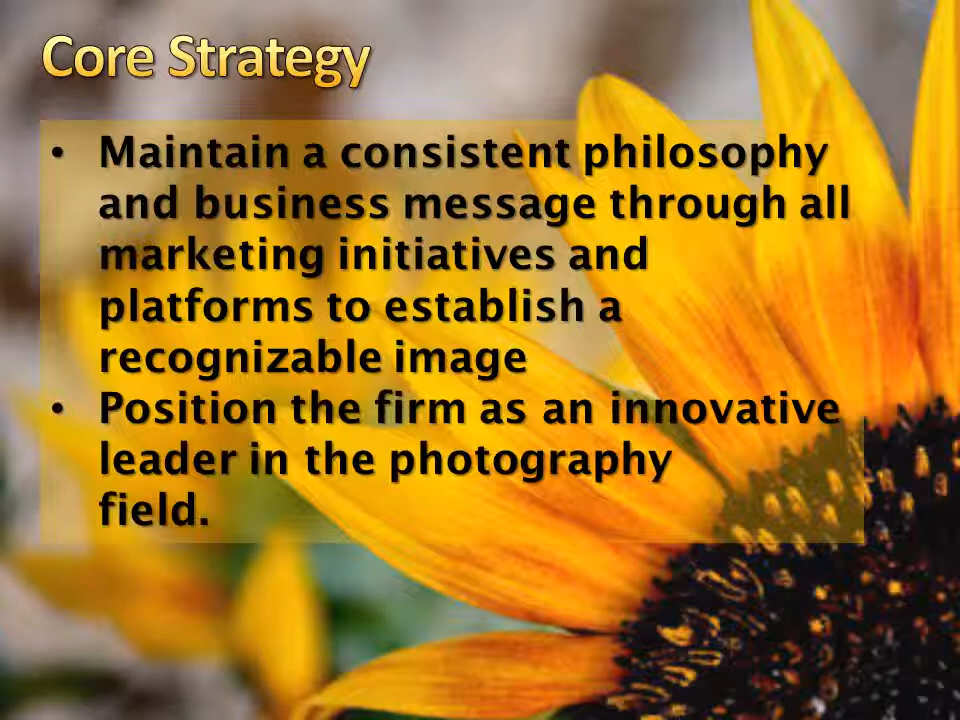 Core Strategy
• Maintain a consistent philosophy
and business message through all
marketing initiatives and
platforms to establish a
recognizable image
• Position the firm as an innovative
leader in the photography
field.